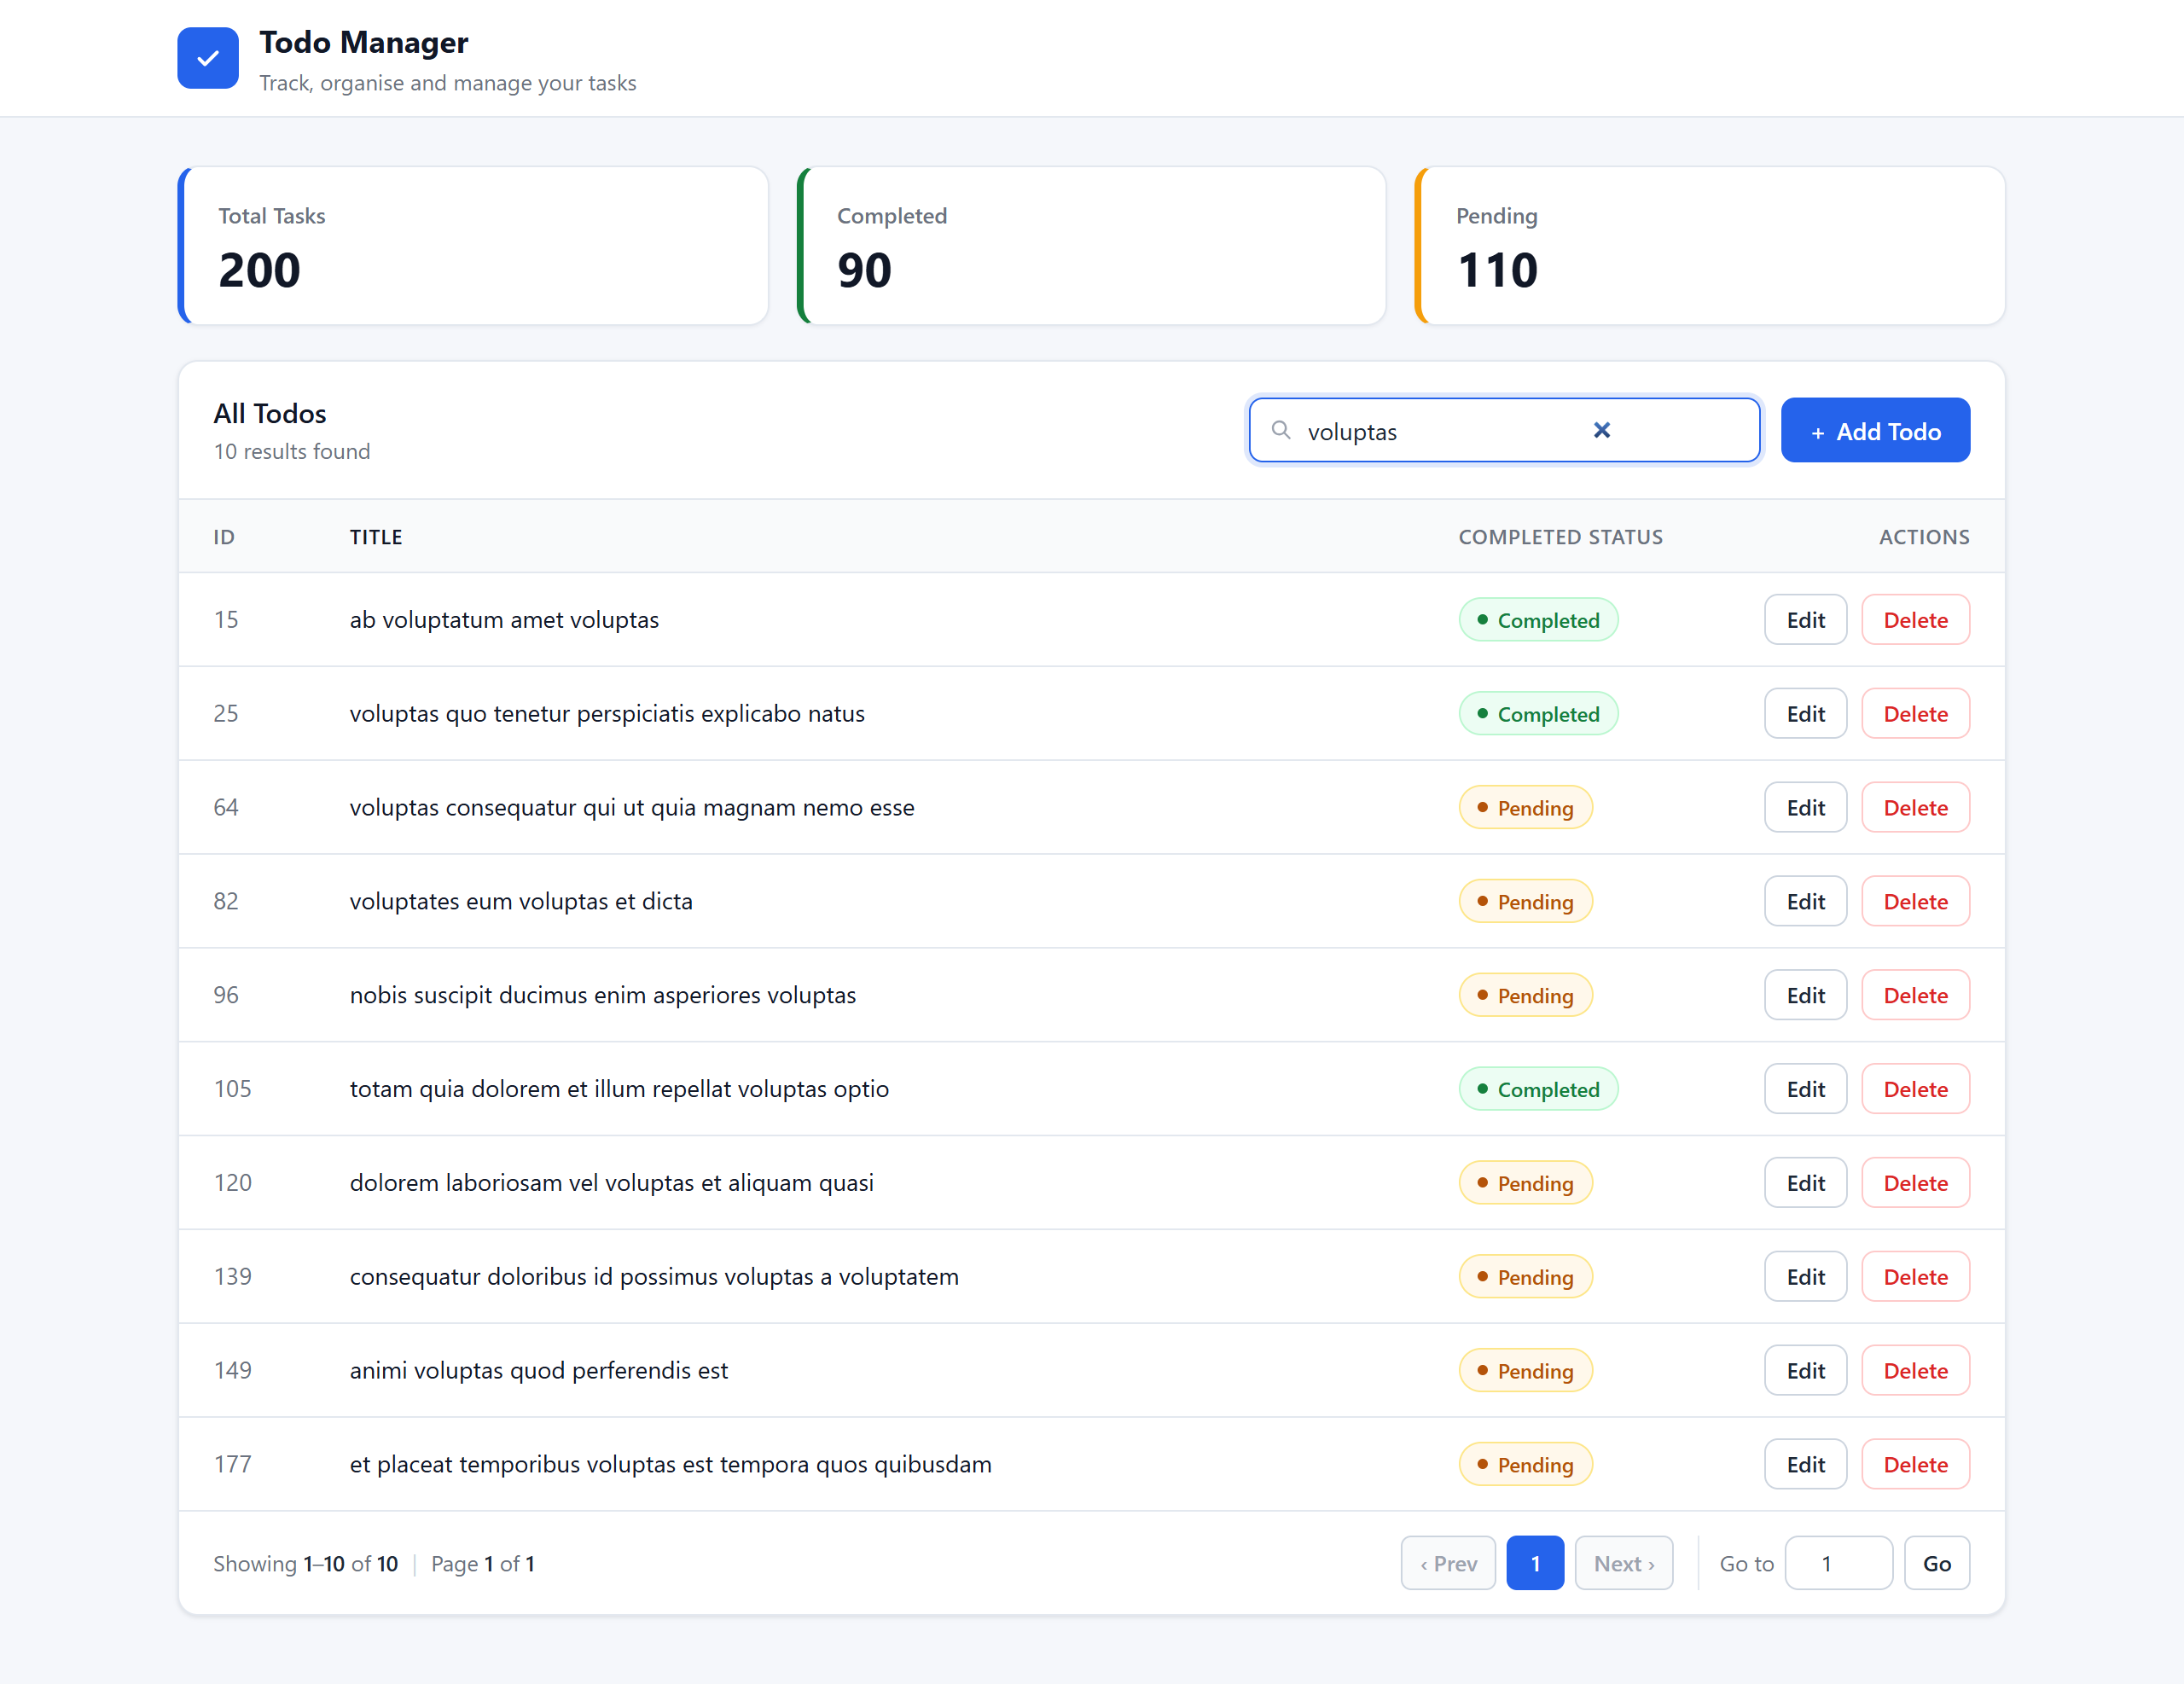 Todo Manager
Track, organise and manage your tasks
Total Tasks
200
Completed
90
Pending
110
All Todos
10 results found
voluptas
+ Add Todo
ID TITLE COMPLETED STATUS ACTIONS
15 ab voluptatum amet voluptas Completed Edit Delete
25 voluptas quo tenetur perspiciatis explicabo natus Completed Edit Delete
64 voluptas consequatur qui ut quia magnam nemo esse Pending Edit Delete
82 voluptates eum voluptas et dicta Pending Edit Delete
96 nobis suscipit ducimus enim asperiores voluptas Pending Edit Delete
105 totam quia dolorem et illum repellat voluptas optio Completed Edit Delete
120 dolorem laboriosam vel voluptas et aliquam quasi Pending Edit Delete
139 consequatur doloribus id possimus voluptas a voluptatem Pending Edit Delete
149 animi voluptas quod perferendis est Pending Edit Delete
177 et placeat temporibus voluptas est tempora quos quibusdam Pending Edit Delete
Showing 1–10 of 10 | Page 1 of 1 ‹ Prev 1 Next › Go to 1 Go